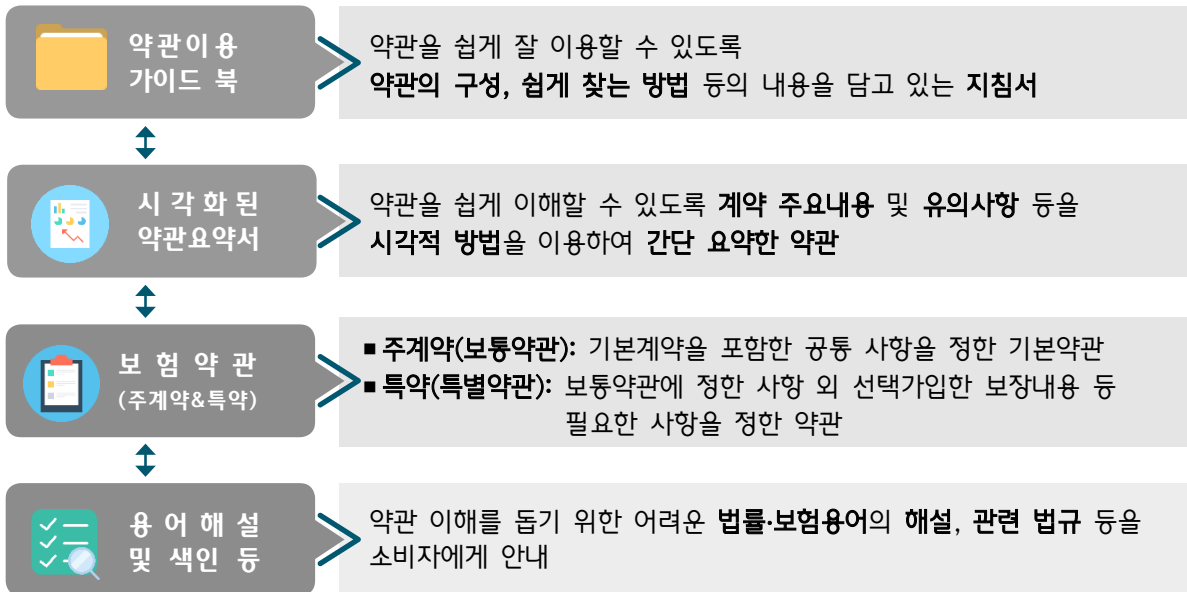 약관이용
가이드 북
약관을 쉽게 잘 이용할 수 있도록
약관의 구성, 쉽게 찾는 방법 등의 내용을 담고 있는 지침서
시 각 화 된
약관요약서
약관을 쉽게 이해할 수 있도록 계약 주요내용 및 유의사항 등을
시각적 방법을 이용하여 간단 요약한 약관
보 험 약 관
(주계약&특약)
▪ 주계약(보통약관): 기본계약을 포함한 공통 사항을 정한 기본약관
▪ 특약(특별약관): 보통약관에 정한 사항 외 선택가입한 보장내용 등
필요한 사항을 정한 약관
용 어 해 설
및 색인 등
약관 이해를 돕기 위한 어려운 법률·보험용어의 해설, 관련 법규 등을
소비자에게 안내